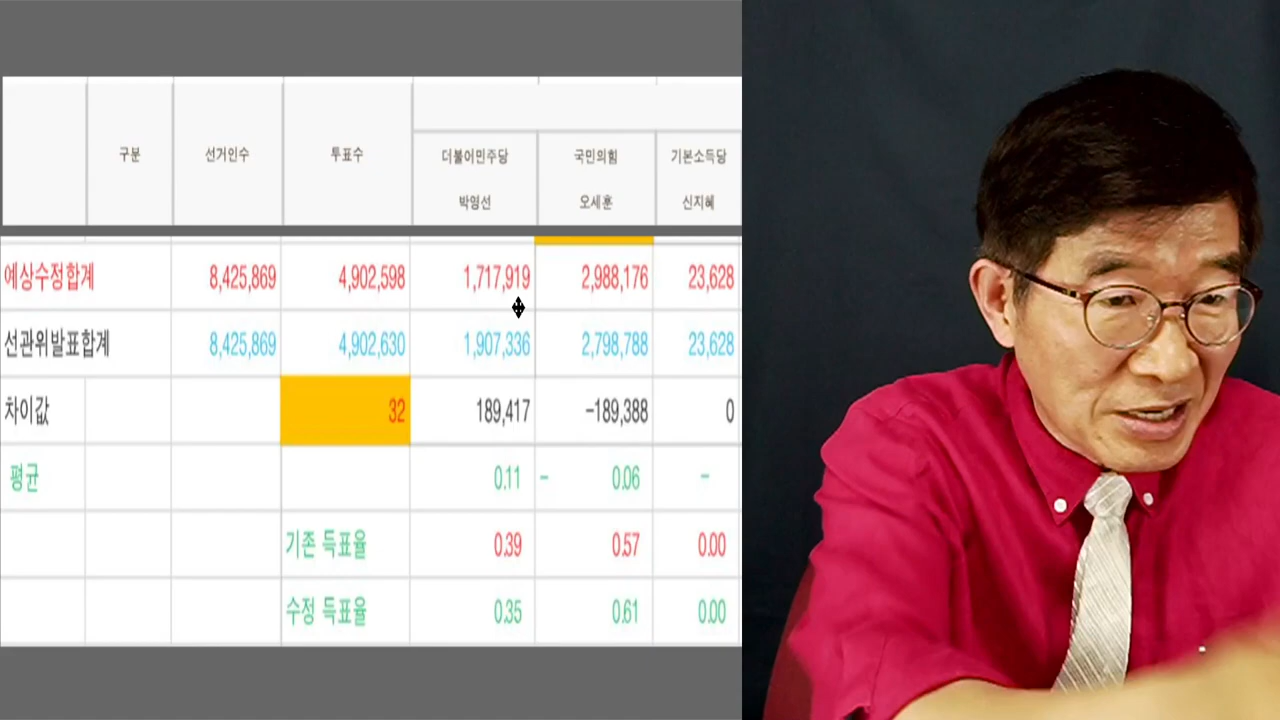 구분 선거인수 투표수 더불어민주당 국민의힘 기본소득당
박영선 오세훈 신지혜
예상수정합계 8,425,869 4,902,598 1,717,919 2,988,176 23,628
선관위발표합계 8,425,869 4,902,630 1,907,336 2,798,788 23,628
차이값 32 189,417 -189,388 0
평균 0.11 - 0.06 -
기존 득표율 0.39 0.57 0.00
수정 득표율 0.35 0.61 0.00